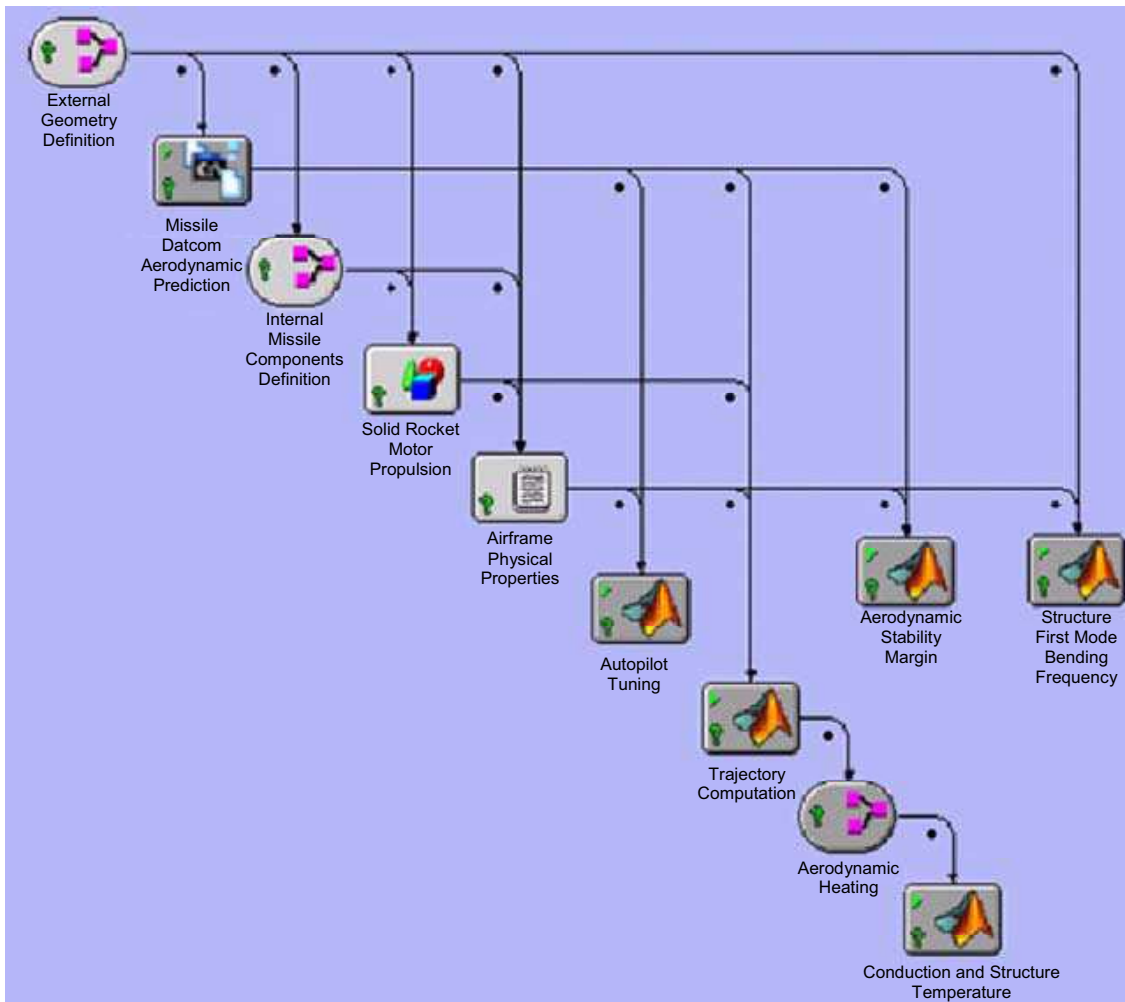 External
Geometry
Definition
Missile
Datcom
Aerodynamic
Prediction
Internal
Missile
Components
Definition
Solid Rocket
Motor
Propulsion
Airframe
Physical
Properties
Autopilot
Tuning
Aerodynamic
Stability
Margin
Structure
First Mode
Bending
Frequency
Trajectory
Computation
Aerodynamic
Heating
Conduction and Structure
Temperature